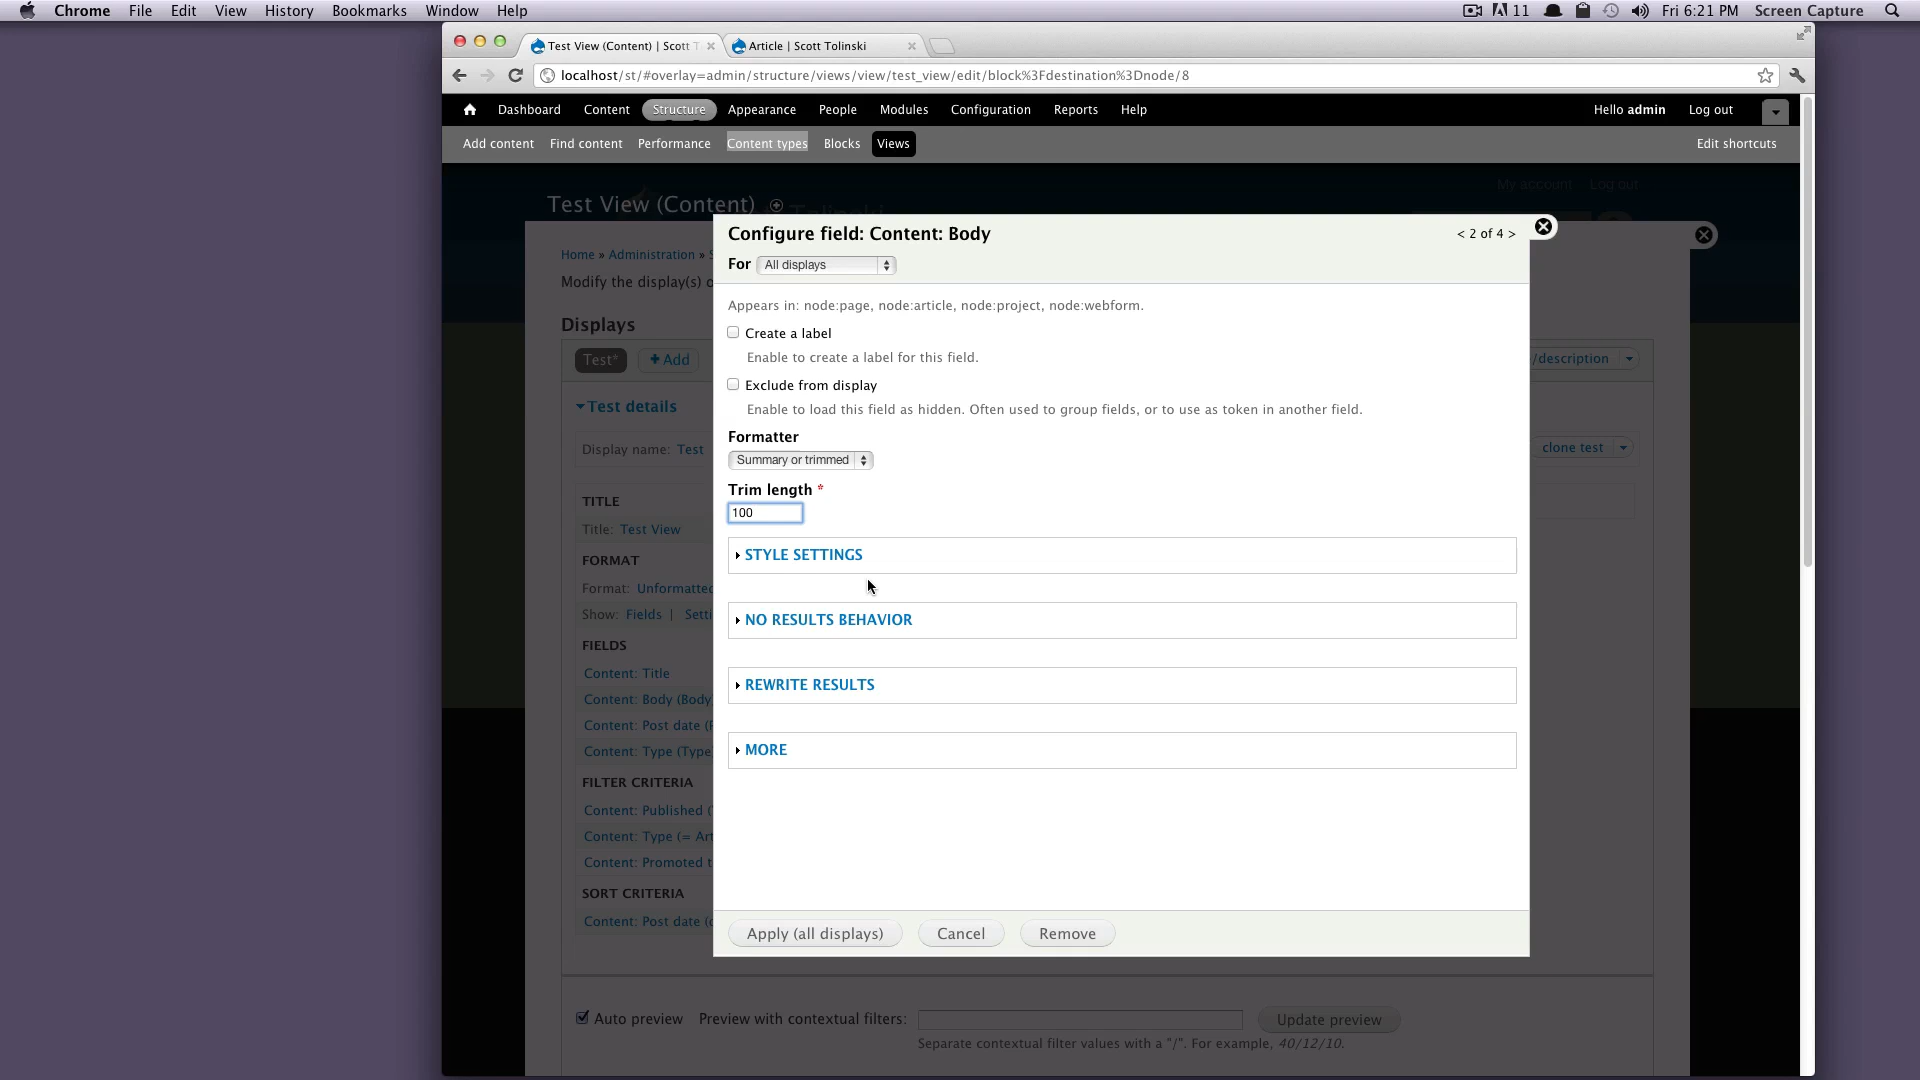 Chrome File Edit View History Bookmarks Window Help 11 Fri 6:21 PM Screen Capture
Test View (Content) | Scott T Article | Scott Tolinski
localhost/st/#overlay=admin/structure/views/view/test_view/edit/block%3Fdestination%3Dnode/8
Dashboard Content Structure Appearance People Modules Configuration Reports Help Hello admin Log out
Add content Find content Performance Content types Blocks Views Edit shortcuts
My account Log out
Test View (Content)
Configure field: Content: Body < 2 of 4 >
For All displays
Home » Administration »
Modify the display(s) o
Appears in: node:page, node:article, node:project, node:webform.
Displays
Create a label
Test* + Add /description
Enable to create a label for this field.
Exclude from display
Test details
Enable to load this field as hidden. Often used to group fields, or to use as token in another field.
Formatter
Display name: Test clone test
Summary or trimmed
Trim length *
TITLE
100
Title: Test View
STYLE SETTINGS
FORMAT
Format: Unformatted
Show: Fields | Setti
NO RESULTS BEHAVIOR
FIELDS
Content: Title
REWRITE RESULTS
Content: Body (Body
Content: Post date (P
Content: Type (Type
MORE
FILTER CRITERIA
Content: Published (
Content: Type (= Art
Content: Promoted t
SORT CRITERIA
Content: Post date (
Apply (all displays) Cancel Remove
Auto preview Preview with contextual filters: Update preview
Separate contextual filter values with a "/". For example, 40/12/10.